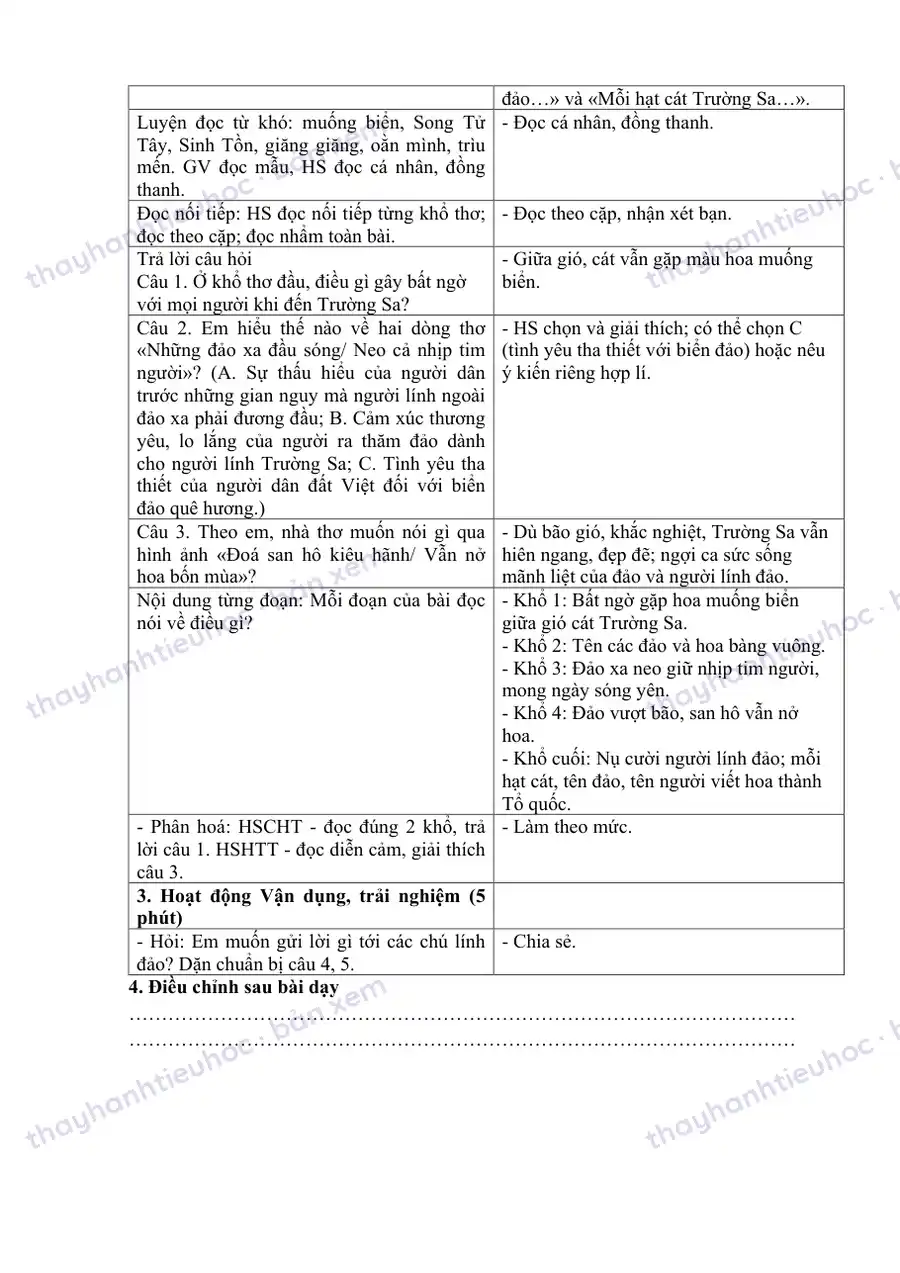 đảo…» và «Mỗi hạt cát Trường Sa…».
Luyện đọc từ khó: muống biển, Song Tử
Tây, Sinh Tồn, giăng giăng, oằn mình, trìu
mến. GV đọc mẫu, HS đọc cá nhân, đồng
thanh.
- Đọc cá nhân, đồng thanh.
Đọc nối tiếp: HS đọc nối tiếp từng khổ thơ;
đọc theo cặp; đọc nhẩm toàn bài.
- Đọc theo cặp, nhận xét bạn.
Trả lời câu hỏi
Câu 1. Ở khổ thơ đầu, điều gì gây bất ngờ
với mọi người khi đến Trường Sa?
- Giữa gió, cát vẫn gặp màu hoa muống
biển.
Câu 2. Em hiểu thế nào về hai dòng thơ
«Những đảo xa đầu sóng/ Neo cả nhịp tim
người»? (A. Sự thấu hiểu của người dân
trước những gian nguy mà người lính ngoài
đảo xa phải đương đầu; B. Cảm xúc thương
yêu, lo lắng của người ra thăm đảo dành
cho người lính Trường Sa; C. Tình yêu tha
thiết của người dân đất Việt đối với biển
đảo quê hương.)
- HS chọn và giải thích; có thể chọn C
(tình yêu tha thiết với biển đảo) hoặc nêu
ý kiến riêng hợp lí.
Câu 3. Theo em, nhà thơ muốn nói gì qua
hình ảnh «Đoá san hô kiêu hãnh/ Vẫn nở
hoa bốn mùa»?
- Dù bão gió, khắc nghiệt, Trường Sa vẫn
hiên ngang, đẹp đẽ; ngợi ca sức sống
mãnh liệt của đảo và người lính đảo.
Nội dung từng đoạn: Mỗi đoạn của bài đọc
nói về điều gì?
- Khổ 1: Bất ngờ gặp hoa muống biển
giữa gió cát Trường Sa.
- Khổ 2: Tên các đảo và hoa bàng vuông.
- Khổ 3: Đảo xa neo giữ nhịp tim người,
mong ngày sóng yên.
- Khổ 4: Đảo vượt bão, san hô vẫn nở
hoa.
- Khổ cuối: Nụ cười người lính đảo; mỗi
hạt cát, tên đảo, tên người viết hoa thành
Tổ quốc.
- Phân hoá: HSCHT - đọc đúng 2 khổ, trả
lời câu 1. HSHTT - đọc diễn cảm, giải thích
câu 3.
- Làm theo mức.
3. Hoạt động Vận dụng, trải nghiệm (5
phút)
- Hỏi: Em muốn gửi lời gì tới các chú lính
đảo? Dặn chuẩn bị câu 4, 5.
- Chia sẻ.
4. Điều chỉnh sau bài dạy
……………………………………………………………………………………
……………………………………………………………………………………
thayhanhtieuhoc · bản xem
thayhanhtieuhoc · b
thayhanhtieuhoc · bản xem
thayhanhtieuhoc · b
thayhanhtieuhoc · bản xem
thayhanhtieuhoc · b